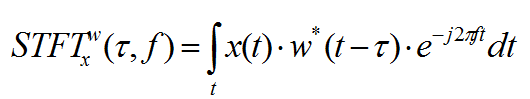 STFT_x^w(τ, f) = ∫_t x(t) · w^*(t − τ) · e^{−j2πft} dt